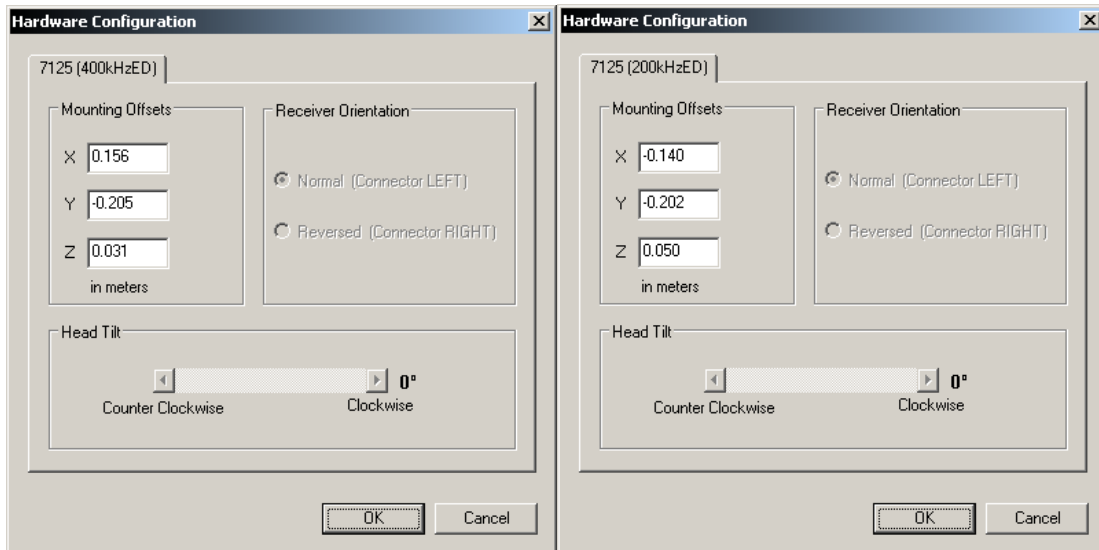 Hardware Configuration
7125 (400kHzED)
Mounting Offsets
X 0.156
Y -0.205
Z 0.031
in meters
Receiver Orientation
Normal (Connector LEFT)
Reversed (Connector RIGHT)
Head Tilt
0°
Counter Clockwise
Clockwise
OK
Cancel
Hardware Configuration
7125 (200kHzED)
Mounting Offsets
X -0.140
Y -0.202
Z 0.050
in meters
Receiver Orientation
Normal (Connector LEFT)
Reversed (Connector RIGHT)
Head Tilt
0°
Counter Clockwise
Clockwise
OK
Cancel